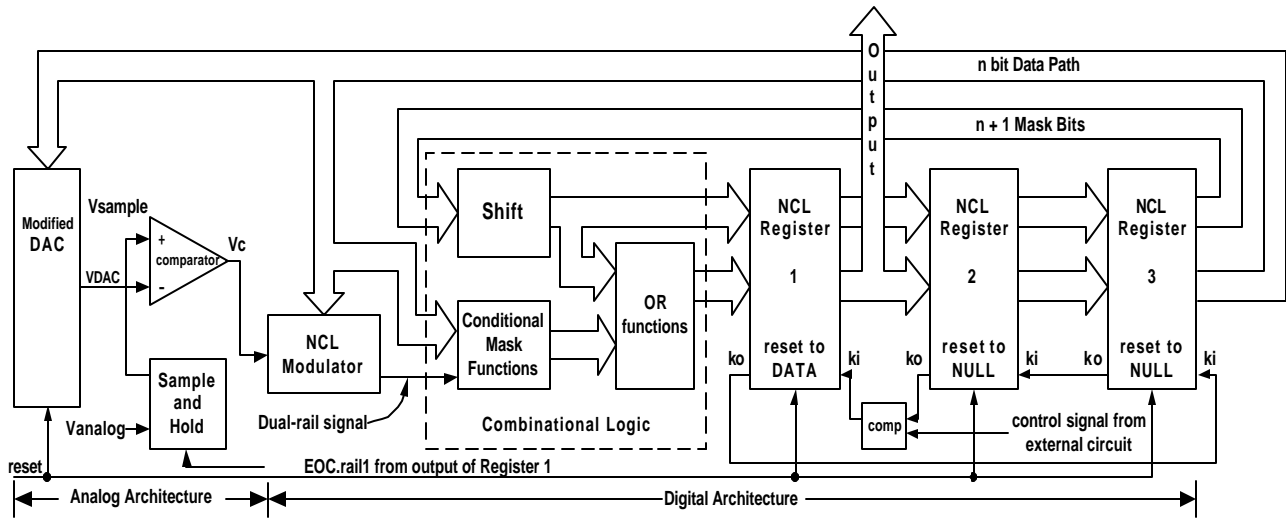 Output
n bit Data Path
n + 1 Mask Bits
Modified
DAC
Vsample
+
comparator
-
Vc
VDAC
NCL
Modulator
Sample
and
Hold
Vanalog
reset
Dual-rail signal
EOC.rail1 from output of Register 1
Shift
Conditional
Mask
Functions
OR
functions
Combinational Logic
NCL
Register
1
reset to
DATA
ko
ki
NCL
Register
2
reset to
NULL
ko
ki
NCL
Register
3
reset to
NULL
ko
ki
comp
control signal from
external circuit
Analog Architecture
Digital Architecture